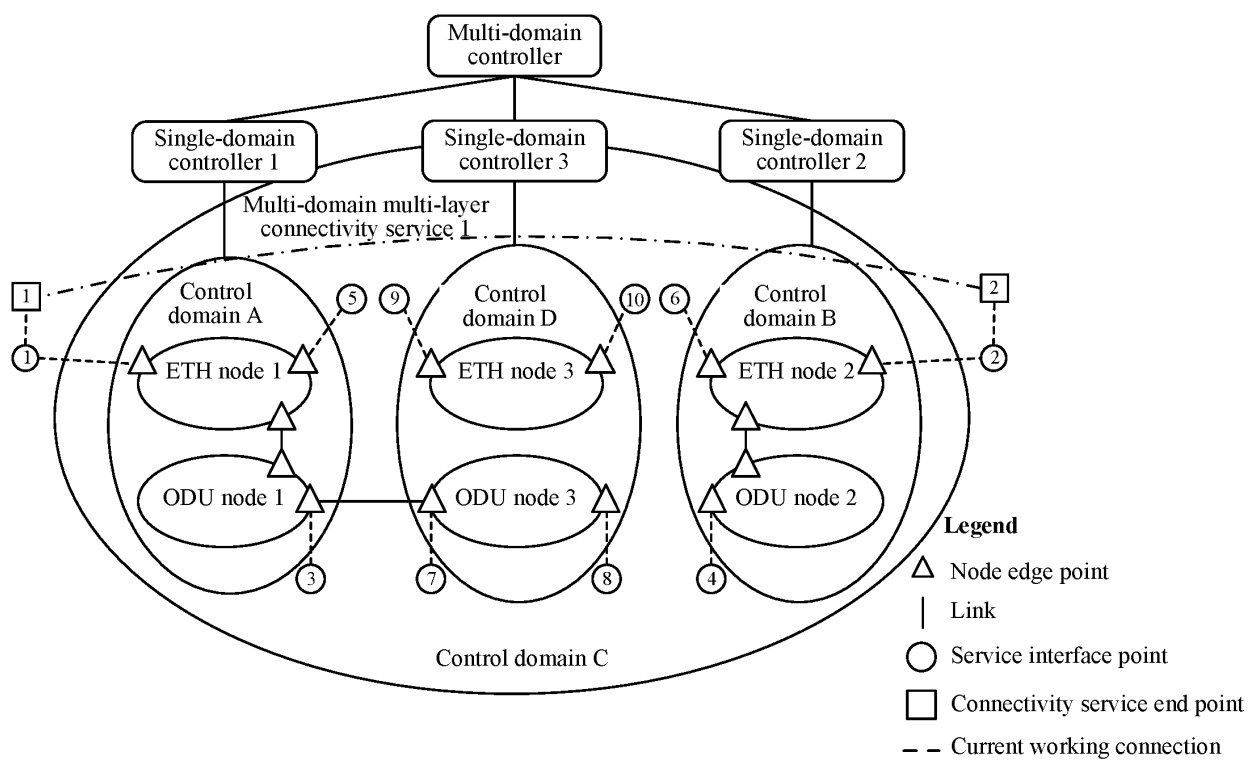 Multi-domain
controller
Single-domain
controller 1
Single-domain
controller 3
Single-domain
controller 2
Multi-domain multi-layer
connectivity service 1
1
2
Control
domain A
5
9
Control
domain D
10
6
Control
domain B
1
ETH node 1
ETH node 3
ETH node 2
2
ODU node 1
ODU node 3
ODU node 2
3
7
8
4
Control domain C
Legend
Node edge point
Link
Service interface point
Connectivity service end point
Current working connection